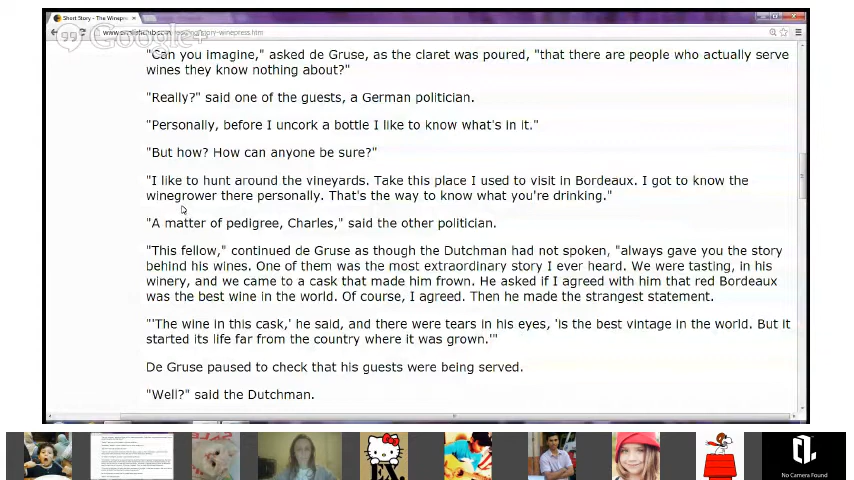 Short Story - The Winepre
Google+
"Can you imagine," asked de Gruse, as the claret was poured, "that there are people who actually serve
wines they know nothing about?"
"Really?" said one of the guests, a German politician.
"Personally, before I uncork a bottle I like to know what's in it."
"But how? How can anyone be sure?"
"I like to hunt around the vineyards. Take this place I used to visit in Bordeaux. I got to know the
winegrower there personally. That's the way to know what you're drinking."
"A matter of pedigree, Charles," said the other politician.
"This fellow," continued de Gruse as though the Dutchman had not spoken, "always gave you the story
behind his wines. One of them was the most extraordinary story I ever heard. We were tasting, in his
winery, and we came to a cask that made him frown. He asked if I agreed with him that red Bordeaux
was the best wine in the world. Of course, I agreed. Then he made the strangest statement.
"'The wine in this cask,' he said, and there were tears in his eyes, 'is the best vintage in the world. But it
started its life far from the country where it was grown.'"
De Gruse paused to check that his guests were being served.
"Well?" said the Dutchman.
No Camera Found